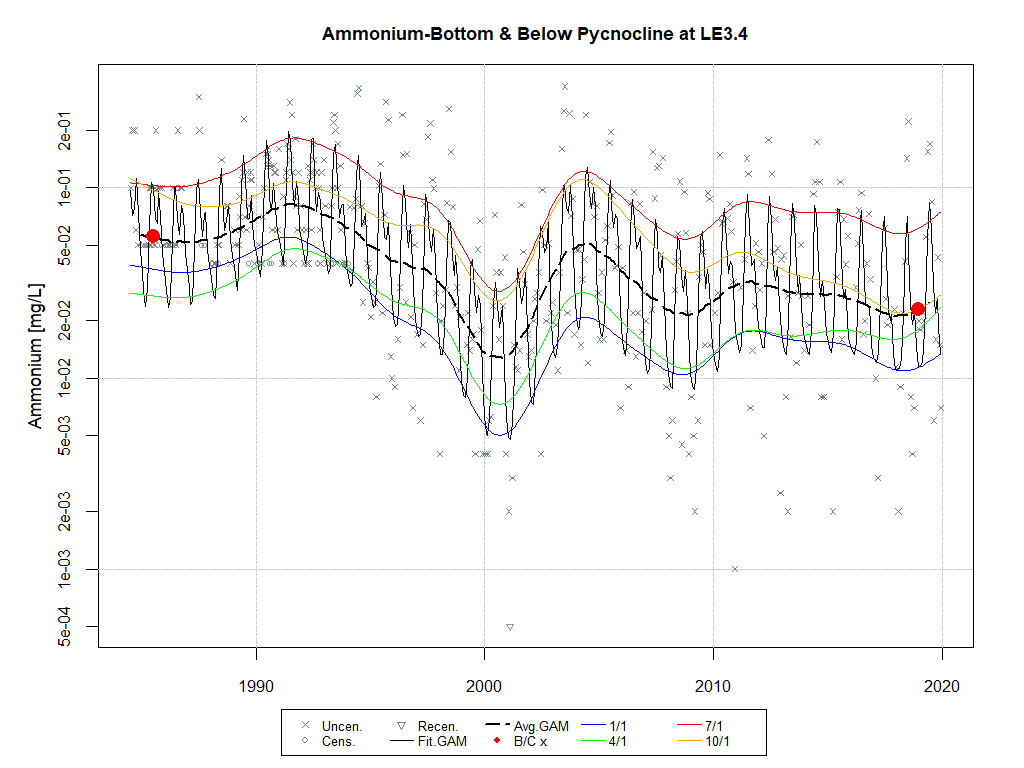 Ammonium-Bottom & Below Pycnocline at LE3.4
Ammonium [mg/L]
2e-01
1e-01
5e-02
2e-02
1e-02
5e-03
2e-03
1e-03
5e-04
1990 2000 2010 2020
Uncen. Recen. Avg.GAM 1/1 7/1
Cens. Fit.GAM B/C x 4/1 10/1